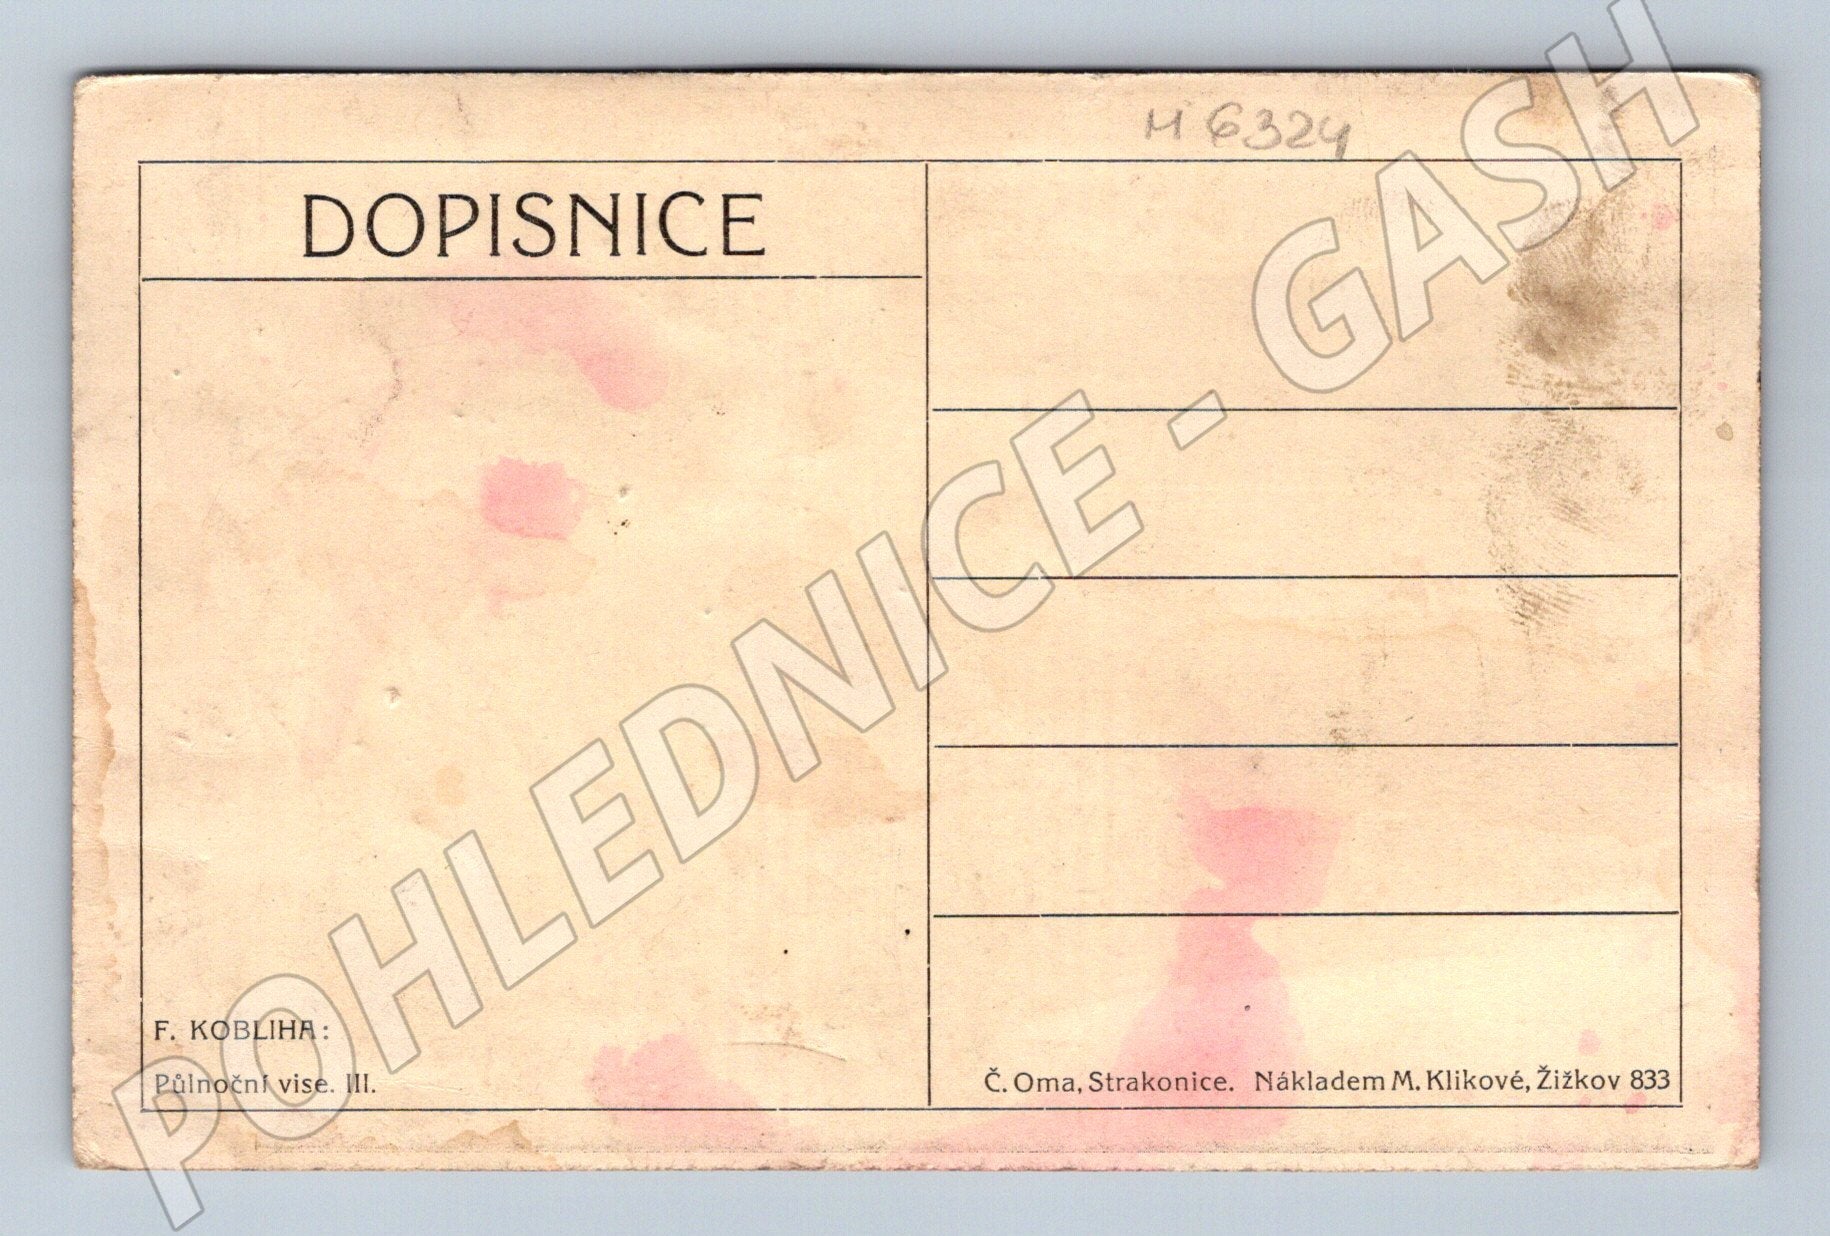 M 6324
DOPISNICE
F. KOBLIHA:
Půlnoční vise. III.
Č. Oma, Strakonice. Nákladem M. Klikové, Žižkov 833
POHLEDNICE - GASH